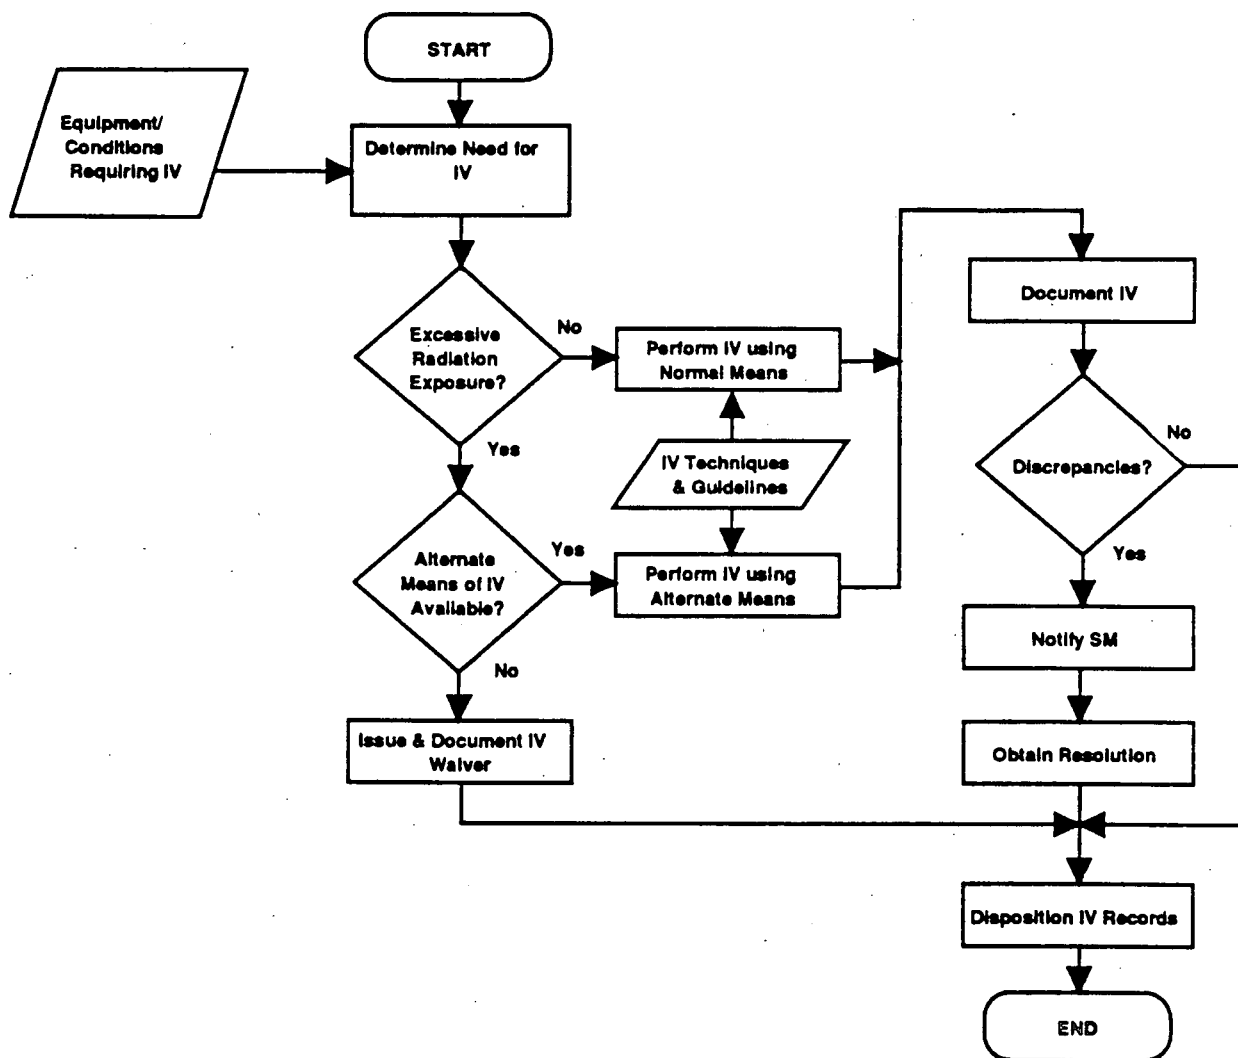 START
Equipment/
Conditions
Requiring IV
Determine Need for
IV
Excessive
Radiation
Exposure?
No
Yes
Perform IV using
Normal Means
IV Techniques
& Guidelines
Alternate
Means of IV
Available?
Yes
No
Perform IV using
Alternate Means
Issue & Document IV
Waiver
Document IV
Discrepancies?
No
Yes
Notify SM
Obtain Resolution
Disposition IV Records
END